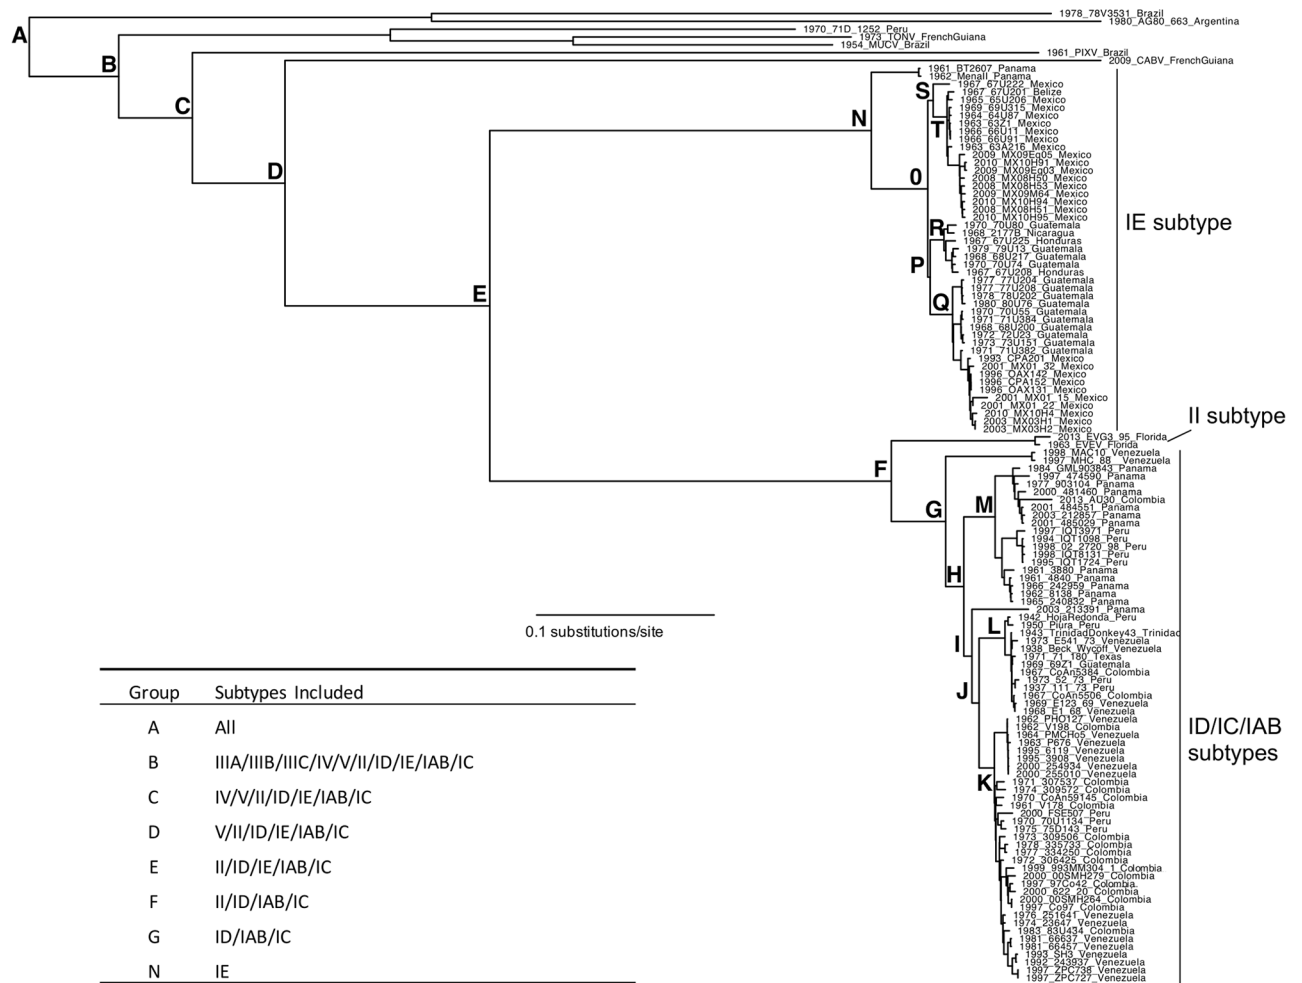 1978_78V3531_Brazil
1980_AG80_663_Argentina
A
1970_71D_1252_Peru
1973_TONV_FrenchGuiana
1954_MUCV_Brazil
1961_PIXV_Brazil
B
2009_CABV_FrenchGuiana
1961_BT2607_Panama
1962_MenaII_Panama
1967_67U222_Mexico
S
1967_67U201_Belize
1965_65U206_Mexico
C
1969_69U315_Mexico
1964_64U87_Mexico
N
1963_63Z1_Mexico
T
1966_66U11_Mexico
1966_66U91_Mexico
1963_63A216_Mexico
2009_MX09Eq05_Mexico
2010_MX10H91_Mexico
2009_MX09Eg03_Mexico
D
0
2008_MX08H50_Mexico
2008_MX08H53_Mexico
2009_MX09M64_Mexico
2010_MX10H94_Mexico
2008_MX08H51_Mexico
2010_MX10H95_Mexico
IE subtype
1970_70U80_Guatemala
R
1968_2177B_Nicaragua
1967_67U225_Honduras
1979_79U13_Guatemala
1968_68U217_Guatemala
P
1970_70U74_Guatemala
1967_67U208_Honduras
1977_77U204_Guatemala
1977_77U208_Guatemala
E
1978_78U202_Guatemala
Q
1980_80U76_Guatemala
1970_70U55_Guatemala
1971_71U384_Guatemala
1968_68U200_Guatemala
1972_72U23_Guatemala
1973_73U151_Guatemala
1971_71U382_Guatemala
1993_CPA201_Mexico
2001_MX01_32_Mexico
1996_OAX142_Mexico
1996_CPA152_Mexico
1996_OAX131_Mexico
2001_MX01_15_Mexico
2001_MX01_22_Mexico
2010_MX10H4_Mexico
2003_MX03H1_Mexico
2003_MX03H2_Mexico
II subtype
2013_EVG3_95_Florida
1963_EVEV_Florida
1998_MAC10_Venezuela
1997_MHC_88__Venezuela
F
1984_GML903843_Panama
1997_474590_Panama
1977_903104_Panama
2000_481460_Panama
2013_AU30_Colombia
M
G
2001_484551_Panama
2003_212857_Panama
2001_485029_Panama
1997_IQT3971_Peru
1994_IQT1098_Peru
1998_02_2720_98_Peru
1998_IQT8131_Peru
1995_IQT1724_Peru
1961_3880_Panama
H
1961_4840_Panama
1966_242959_Panama
1962_8138_Panama
1965_240832_Panama
2003_213391_Panama
1942_HojaRedonda_Peru
1950_Piura_Peru
L
1943_TrinidadDonkey43_Trinidad
0.1 substitutions/site
1973_E541_73_Venezuela
I
1938_Beck_Wycoff_Venezuela
1971_71_180_Texas
1969_69Z1_Guatemala
1967_CoAn5384_Colombia
1973_52_73_Peru
J
1937_111_73_Peru
1967_CoAn5506_Colombia
1969_E123_69_Venezuela
1968_E1_68_Venezuela
1962_PHO127_Venezuela
1962_V198_Colombia
ID/IC/IAB
subtypes
1964_PMCHo5_Venezuela
1963_P676_Venezuela
1995_6119_Venezuela
1995_3908_Venezuela
2000_254934_Venezuela
2000_255010_Venezuela
K
1971_307537_Colombia
1974_309572_Colombia
1970_CoAn59145_Colombia
1961_V178_Colombia
2000_FSE507_Peru
1970_70U1134_Peru
1975_75D143_Peru
1973_309506_Colombia
1978_335733_Colombia
1977_334250_Colombia
1972_306425_Colombia
1999_993MM304_1_Colombia
2000_00SMH279_Colombia
1997_97Co42_Colombia.
2000_622_20_Colombia
2000_00SMH264_Colombia
1997_Co97_Colombia
1976_251641_Venezuela
1974_23647_Venezuela
1983_83U434_Colombia
1981_66637_Venezuela
1981_66457_Venezuela
1993_SH3_Venezuela
1992_243937_Venezuela
1997_ZPC738_Venezuela
1997_ZPC727_Venezuela
Group Subtypes Included
A All
B IIIA/IIIB/IIIC/IV/V/II/ID/IE/IAB/IC
C IV/V/II/ID/IE/IAB/IC
D V/II/ID/IE/IAB/IC
E II/ID/IE/IAB/IC
F II/ID/IAB/IC
G ID/IAB/IC
N IE